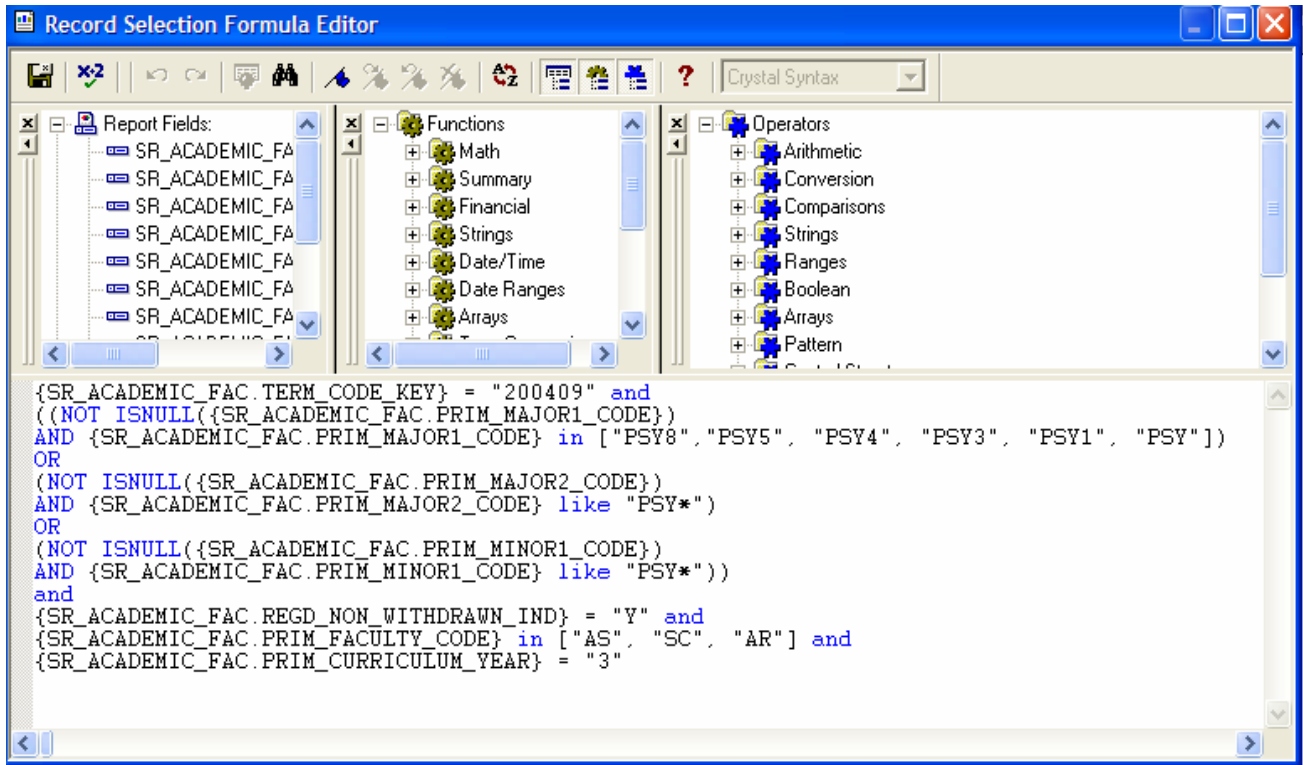 Record Selection Formula Editor
x+2 A Z ? Crystal Syntax
Report Fields:
SR_ACADEMIC_FA
SR_ACADEMIC_FA
SR_ACADEMIC_FA
SR_ACADEMIC_FA
SR_ACADEMIC_FA
SR_ACADEMIC_FA
SR_ACADEMIC_FA
Functions
Math
Summary
Financial
Strings
Date/Time
Date Ranges
Arrays
Operators
Arithmetic
Conversion
Comparisons
Strings
Ranges
Boolean
Arrays
Pattern
{SR_ACADEMIC_FAC.TERM_CODE_KEY} = "200409" and
((NOT ISNULL({SR_ACADEMIC_FAC.PRIM_MAJOR1_CODE})
AND {SR_ACADEMIC_FAC.PRIM_MAJOR1_CODE} in ["PSY8","PSY5", "PSY4", "PSY3", "PSY1", "PSY"])
OR
(NOT ISNULL({SR_ACADEMIC_FAC.PRIM_MAJOR2_CODE})
AND {SR_ACADEMIC_FAC.PRIM_MAJOR2_CODE} like "PSY*")
OR
(NOT ISNULL({SR_ACADEMIC_FAC.PRIM_MINOR1_CODE})
AND {SR_ACADEMIC_FAC.PRIM_MINOR1_CODE} like "PSY*"))
and
{SR_ACADEMIC_FAC.REGD_NON_WITHDRAWN_IND} = "Y" and
{SR_ACADEMIC_FAC.PRIM_FACULTY_CODE} in ["AS", "SC", "AR"] and
{SR_ACADEMIC_FAC.PRIM_CURRICULUM_YEAR} = "3"